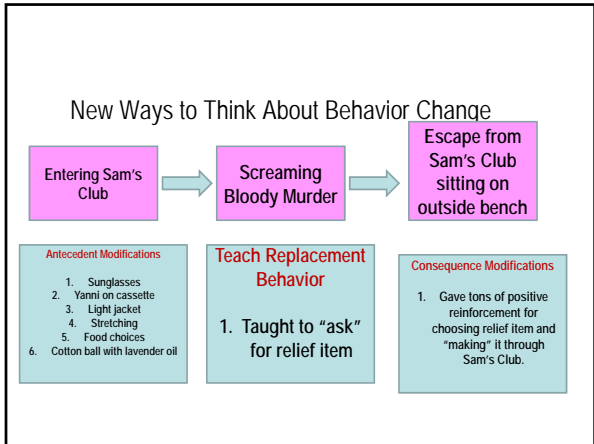 New Ways to Think About Behavior Change
Entering Sam's
Club
Screaming
Bloody Murder
Escape from
Sam's Club
sitting on
outside bench
Antecedent Modifications
1. Sunglasses
2. Yanni on cassette
3. Light jacket
4. Stretching
5. Food choices
6. Cotton ball with lavender oil
Teach Replacement
Behavior
1. Taught to “ask”
for relief item
Consequence Modifications
1. Gave tons of positive
reinforcement for
choosing relief item and
“making” it through
Sam's Club.